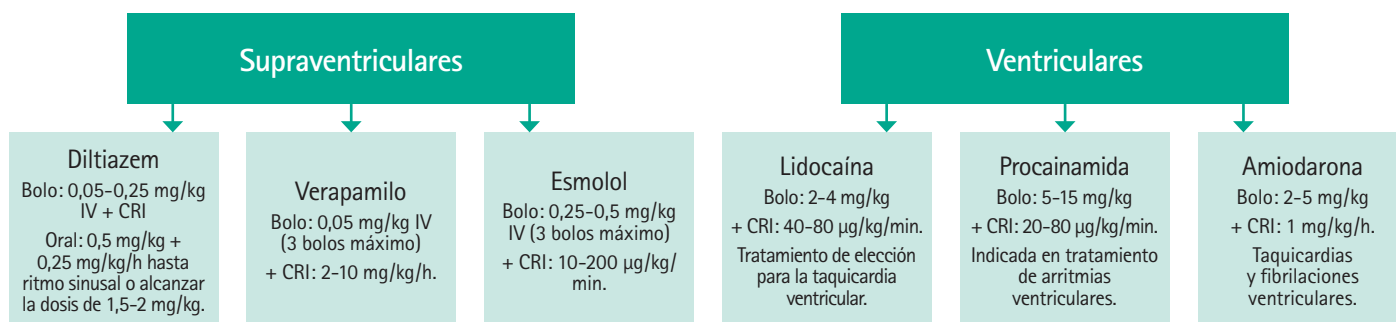 Supraventriculares
Diltiazem
Bolo: 0,05-0,25 mg/kg
IV + CRI
Oral: 0,5 mg/kg +
0,25 mg/kg/h hasta
ritmo sinusal o alcanzar
la dosis de 1,5-2 mg/kg.
Verapamilo
Bolo: 0,05 mg/kg IV
(3 bolos máximo)
+ CRI: 2-10 mg/kg/h.
Esmolol
Bolo: 0,25-0,5 mg/kg
IV (3 bolos máximo)
+ CRI: 10-200 µg/kg/
min.
Ventriculares
Lidocaína
Bolo: 2-4 mg/kg
+ CRI: 40-80 µg/kg/min.
Tratamiento de elección
para la taquicardia
ventricular.
Procainamida
Bolo: 5-15 mg/kg
+ CRI: 20-80 µg/kg/min.
Indicada en tratamiento
de arritmias
ventriculares.
Amiodarona
Bolo: 2-5 mg/kg
+ CRI: 1 mg/kg/h.
Taquicardias
y fibrilaciones
ventriculares.